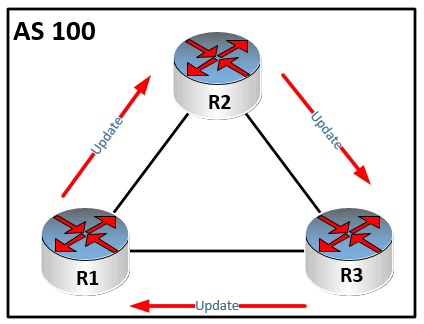 AS 100
R2
Update
Update
R1
R3
Update